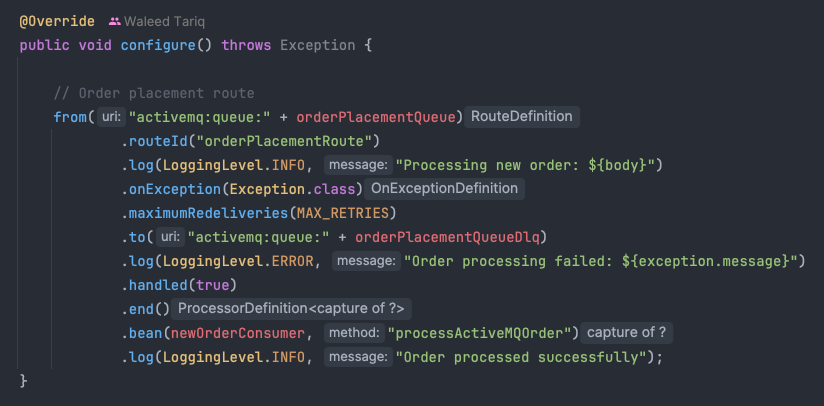 @Override Waleed Tariq
public void configure() throws Exception {
// Order placement route
from( uri: "activemq:queue:" + orderPlacementQueue) RouteDefinition
.routeId("orderPlacementRoute")
.log(LoggingLevel.INFO, message: "Processing new order: ${body}")
.onException(Exception.class) OnExceptionDefinition
.maximumRedeliveries(MAX_RETRIES)
.to( uri: "activemq:queue:" + orderPlacementQueueDlq)
.log(LoggingLevel.ERROR, message: "Order processing failed: ${exception.message}")
.handled(true)
.end() ProcessorDefinition<capture of ?>
.bean(newOrderConsumer, method: "processActiveMQOrder") capture of ?
.log(LoggingLevel.INFO, message: "Order processed successfully");
}